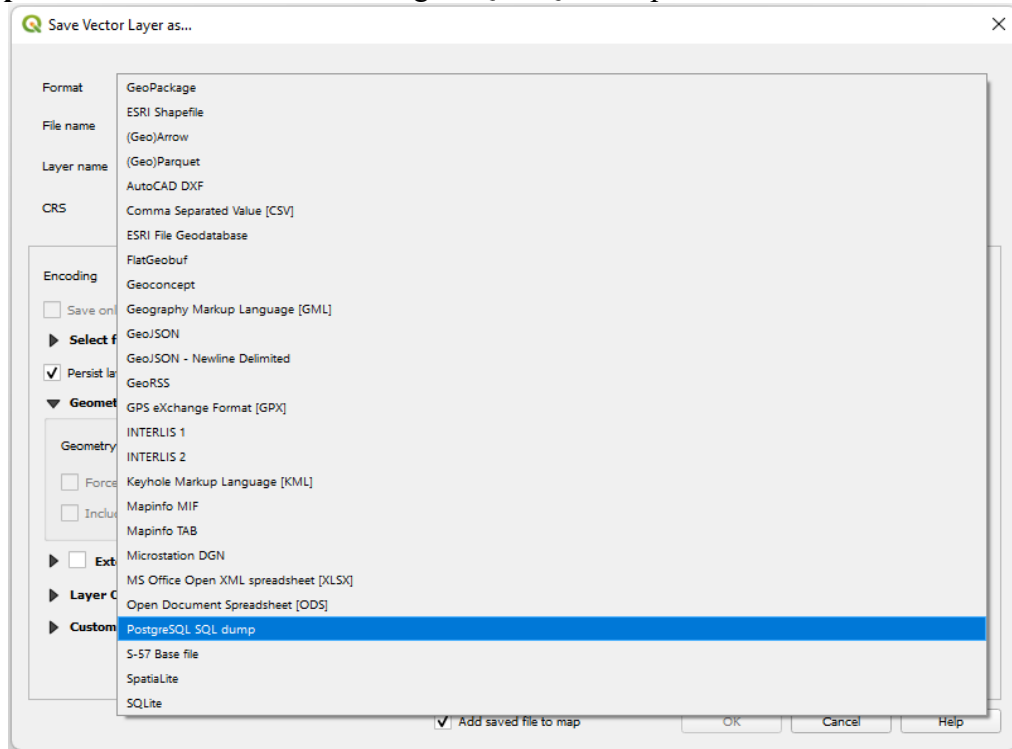 Save Vector Layer as...
Format
GeoPackage
ESRI Shapefile
File name
(Geo)Arrow
Layer name
(Geo)Parquet
AutoCAD DXF
CRS
Comma Separated Value [CSV]
ESRI File Geodatabase
FlatGeobuf
Encoding
Geoconcept
Save onl
Geography Markup Language [GML]
Select f
GeoJSON
GeoJSON - Newline Delimited
Persist la
GeoRSS
Geomet
GPS eXchange Format [GPX]
INTERLIS 1
Geometry
INTERLIS 2
Force
Keyhole Markup Language [KML]
Mapinfo MIF
Inclu
Mapinfo TAB
Microstation DGN
Ext
MS Office Open XML spreadsheet [XLSX]
Layer O
Open Document Spreadsheet [ODS]
Custom
PostgreSQL SQL dump
S-57 Base file
SpatiaLite
SQLite
Add saved file to map
OK
Cancel
Help